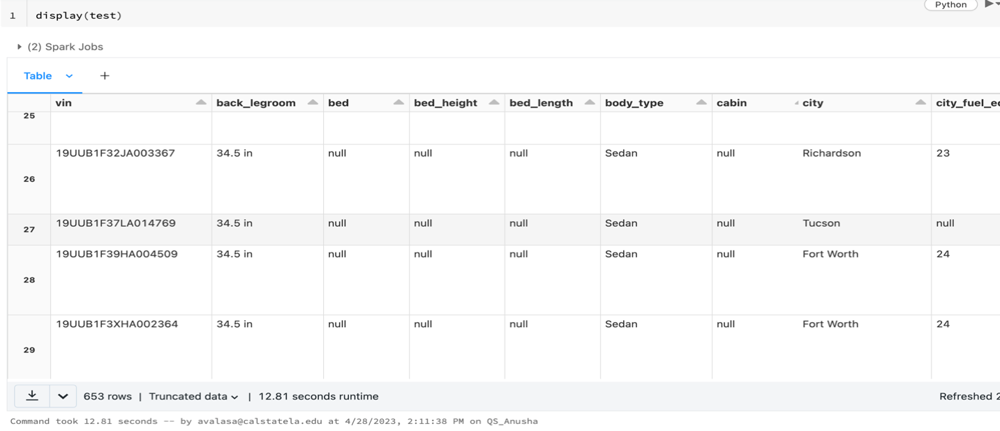 Python
1 display(test)
(2) Spark Jobs
Table +
vin back_legroom bed bed_height bed_length body_type cabin city city_fuel_ec
25
26 19UUB1F32JA003367 34.5 in null null null Sedan null Richardson 23
27 19UUB1F37LA014769 34.5 in null null null Sedan null Tucson null
28 19UUB1F39HA004509 34.5 in null null null Sedan null Fort Worth 24
29 19UUB1F3XHA002364 34.5 in null null null Sedan null Fort Worth 24
653 rows | Truncated data | 12.81 seconds runtime Refreshed 2
Command took 12.81 seconds -- by avalasa@calstatela.edu at 4/28/2023, 2:11:38 PM on QS_Anusha